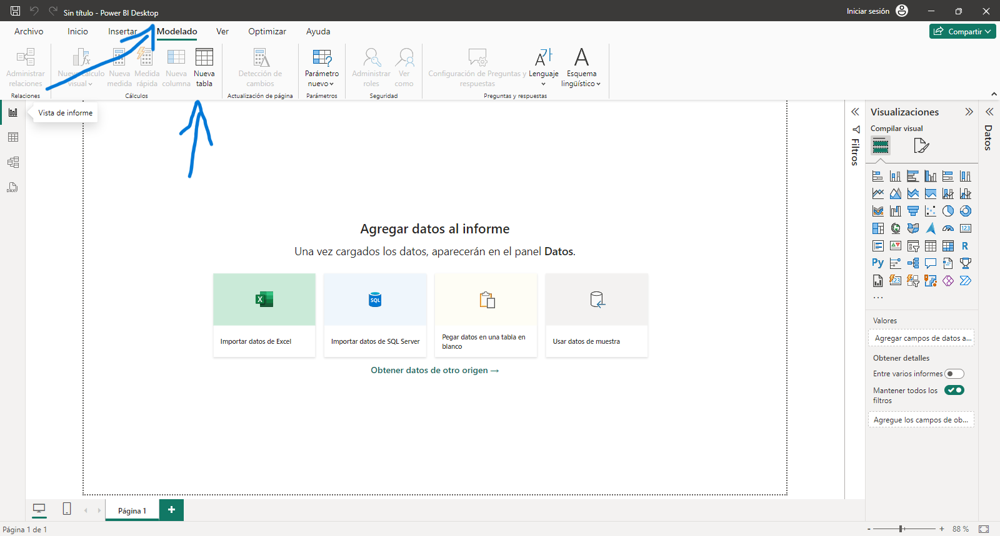 Sin título - Power BI Desktop
Iniciar sesión
Archivo Inicio Insertar Modelado Ver Optimizar Ayuda
Compartir
Administrar relaciones
Nuevo cálculo visual
Nueva medida
Medida rápida
Nueva columna
Nueva tabla
Detección de cambios
Parámetro nuevo
Administrar roles
Ver como
Configuración de Preguntas y respuestas
Lenguaje
Esquema lingüístico
Relaciones
Cálculos
Actualización de página
Parámetros
Seguridad
Preguntas y respuestas
Vista de informe
DAX
Agregar datos al informe
Una vez cargados los datos, aparecerán en el panel Datos.
SQL
Importar datos de Excel
Importar datos de SQL Server
Pegar datos en una tabla en
blanco
Usar datos de muestra
Obtener datos de otro origen →
Filtros
Visualizaciones
Compilar visual
123
R
Py
123
...
Valores
Agregar campos de datos a...
Obtener detalles
Entre varios informes
Mantener todos los
filtros
Agregue los campos de ob...
Datos
Página 1
+
Página 1 de 1
- + 88 %